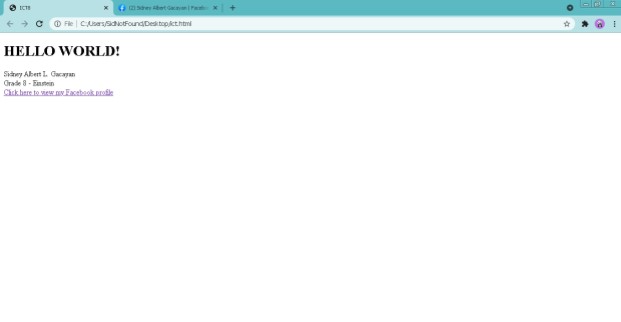 ICT8
(2) Sidney Albert Gacayan | Facebo
File | C:/Users/SidNotFound/Desktop/ict.html
HELLO WORLD!
Sidney Albert L. Gacayan
Grade 8 - Einstein
Click here to view my Facebook profile